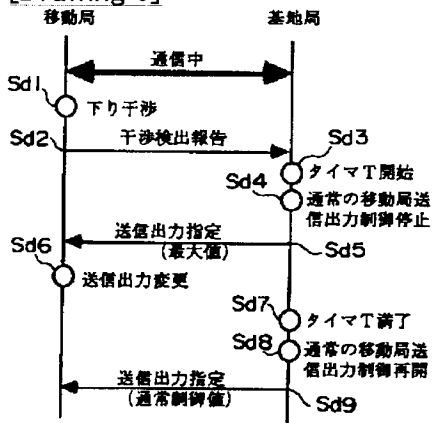 移動局 基地局
通信中
Sd1
下り干渉
Sd2 干渉検出報告 Sd3
タイマT開始
Sd4 通常の移動局送
信出力制御停止
送信出力指定
(最大値) Sd5
Sd6
送信出力変更
Sd7
タイマT満了
Sd8 通常の移動局送
信出力制御再開
送信出力指定
(通常制御値) Sd9